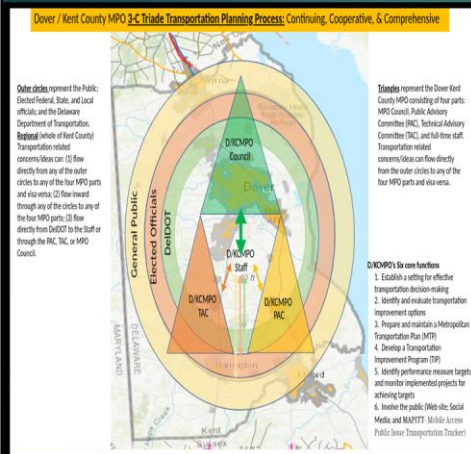 Dover / Kent County MPO 3-C Triade Transportation Planning Process: Continuing, Cooperative, & Comprehensive
Outer circles represent the Public;
Elected Federal, State, and Local
officials; and the Delaware
Department of Transportation.
Regional (whole of Kent County)
Transportation related
concerns/ideas can: (1) flow
directly from any of the outer
circles to any of the four MPO parts
and visa versa; (2) flow inward
through any of the circles to any of
the four MPO parts; (3) flow
directly from DelDOT to the Staff or
through the PAC, TAC, or MPO
Council.
General Public
Elected Officials
DelDOT
D/KCMPO
Council
Dover
D/KCMPO
Staff
D/KCMPO
TAC
D/KCMPO
PAC
Harrington
MARYLAND
DELAWARE
Kent
Sussex
Triangles represent the Dover Kent
County MPO consisting of four parts:
MPO Council, Public Advisory
Committee (PAC), Technical Advisory
Committee (TAC), and full-time staff.
Transportation related
concerns/ideas can flow directly
from the outer circles to any of the
four MPO parts and visa versa.
D/KCMPO's Six core functions
1. Establish a setting for effective
transportation decision-making
2. Identify and evaluate transportation
improvement options
3. Prepare and maintain a Metropolitan
Transportation Plan (MTP)
4. Develop a Transportation
Improvement Program (TIP)
5. Identify performance measure targets
and monitor implemented projects for
achieving targets
6. Involve the public (Web site; Social
Media; and MAPITT- Mobile Access
Public Issue Transportation Tracker)